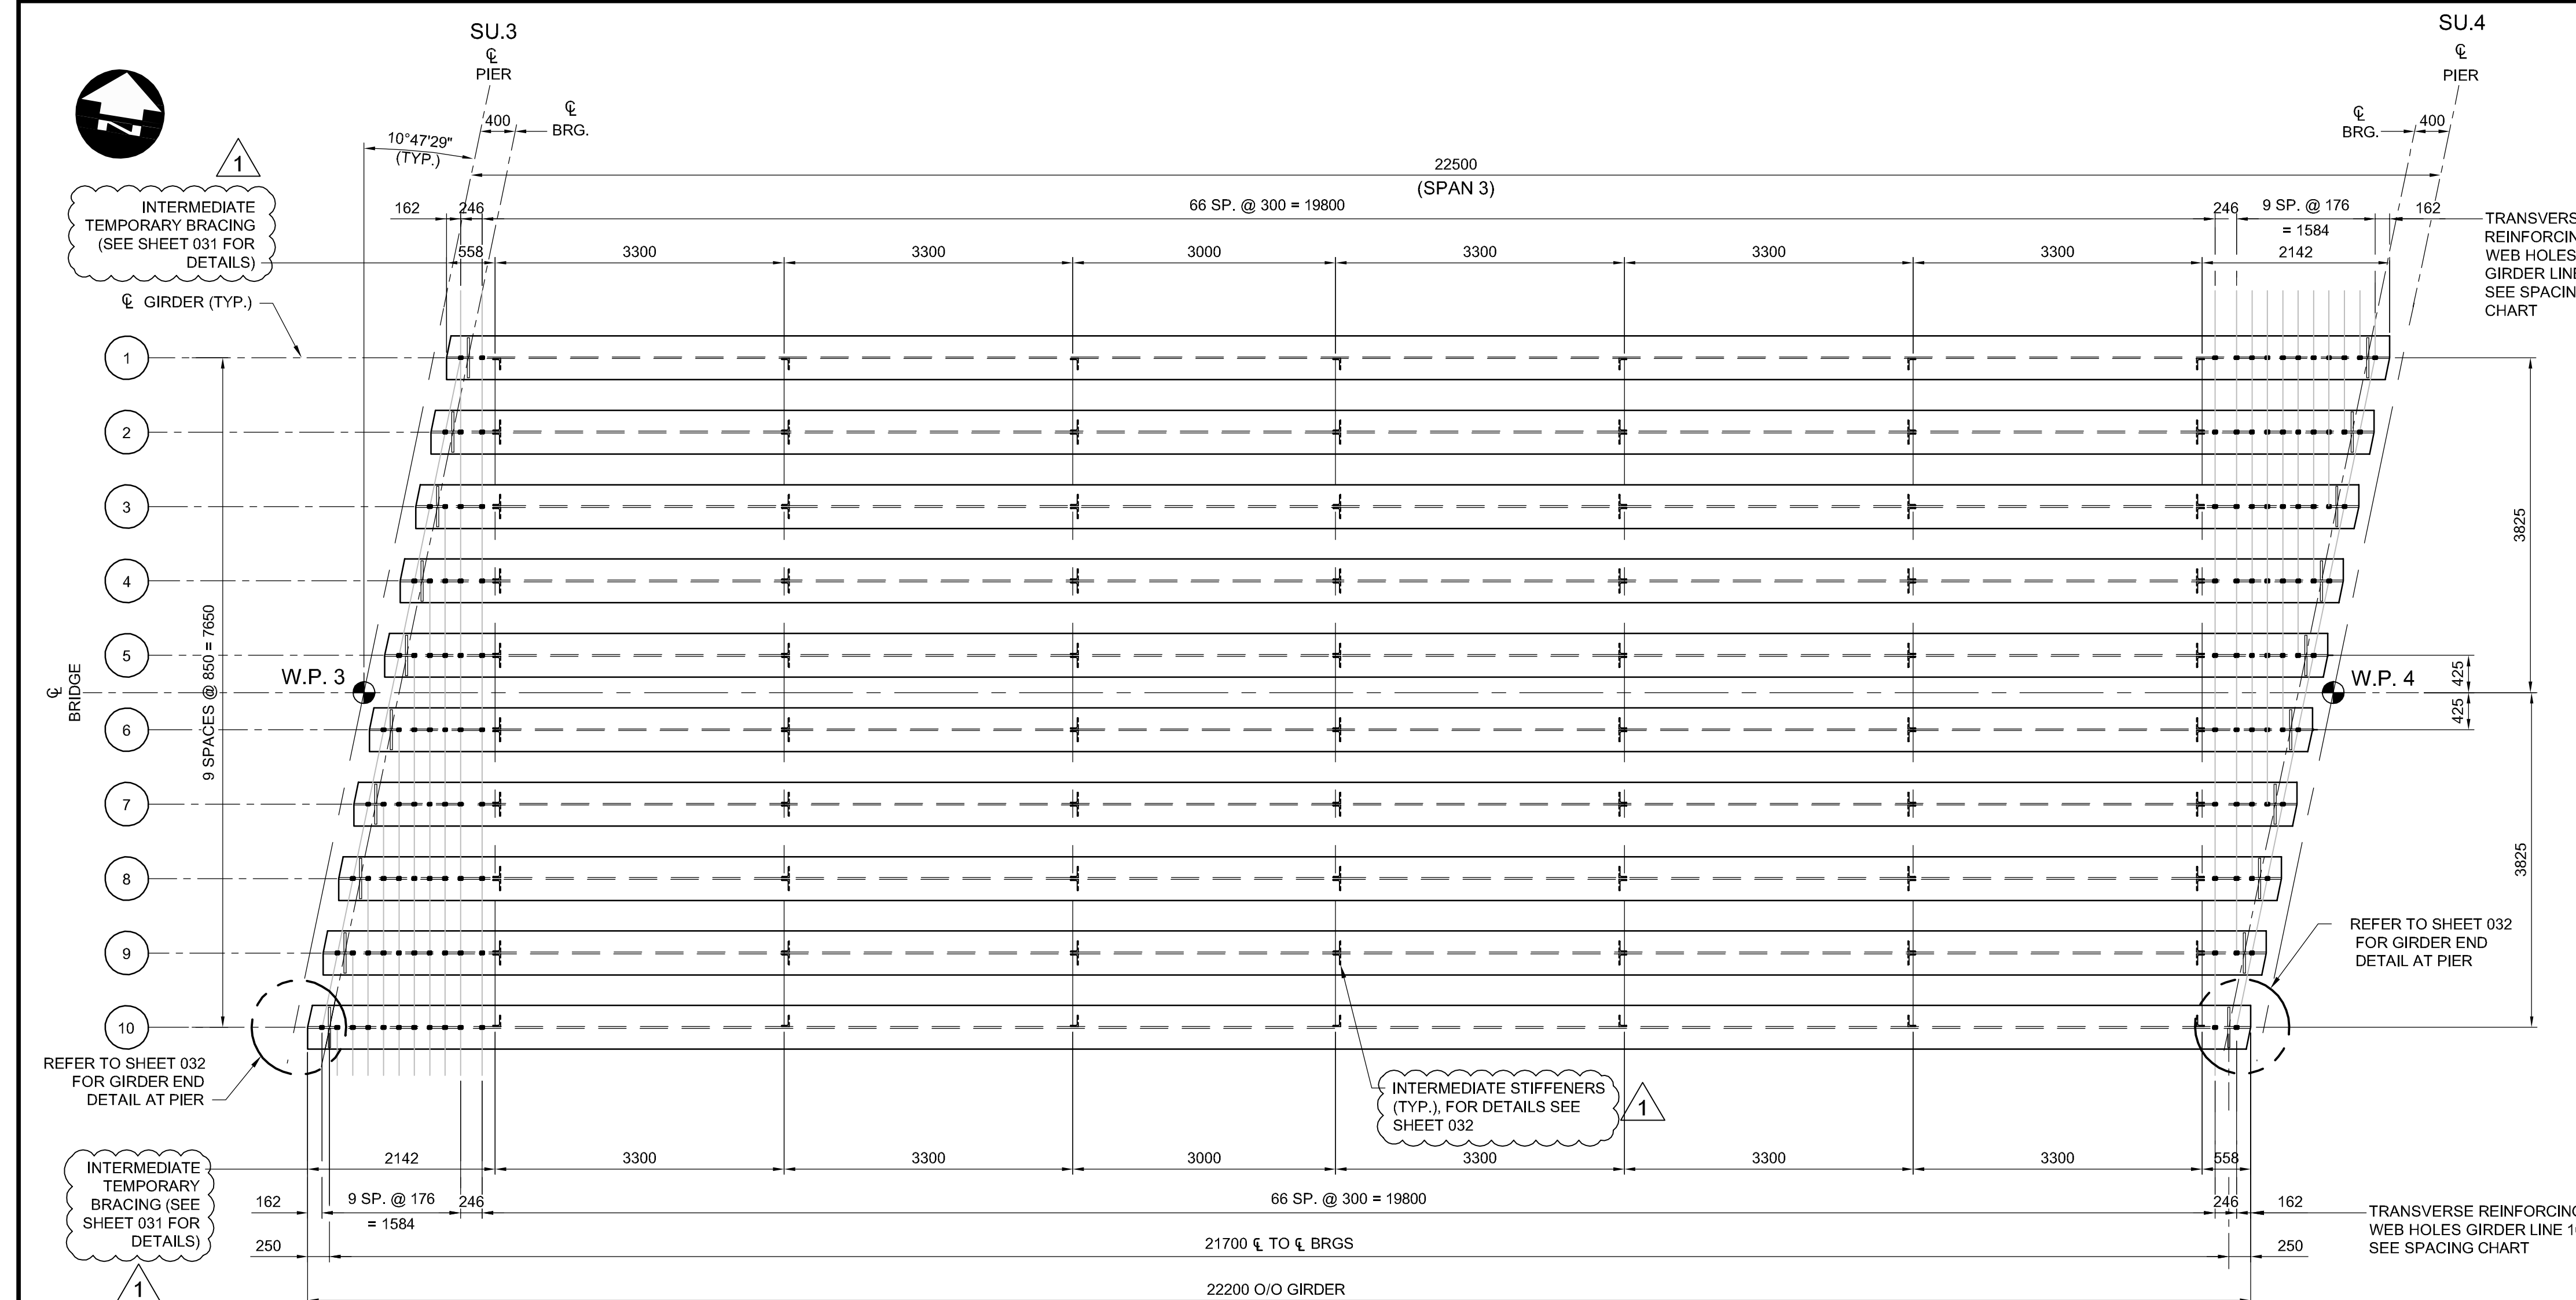 SU.3
℄
PIER
SU.4
℄
PIER
400
℄
BRG.
℄
BRG.
400
10°47'29"
(TYP.)
1
22500
(SPAN 3)
INTERMEDIATE
TEMPORARY BRACING
(SEE SHEET 031 FOR
DETAILS)
162
246
66 SP. @ 300 = 19800
246
9 SP. @ 176
= 1584
162
558
3300
3300
3000
3300
3300
3300
2142
TRANSVERS
REINFORCIN
WEB HOLES
GIRDER LINE
SEE SPACIN
CHART
℄ GIRDER (TYP.)
1
2
3
4
5
6
7
8
9
10
9 SPACES @ 850 = 7650
℄
BRIDGE
W.P. 3
W.P. 4
3825
425
425
3825
REFER TO SHEET 032
FOR GIRDER END
DETAIL AT PIER
REFER TO SHEET 032
FOR GIRDER END
DETAIL AT PIER
INTERMEDIATE STIFFENERS
(TYP.), FOR DETAILS SEE
SHEET 032
1
INTERMEDIATE
TEMPORARY
BRACING (SEE
SHEET 031 FOR
DETAILS)
1
2142
3300
3300
3000
3300
3300
3300
558
162
9 SP. @ 176
= 1584
246
66 SP. @ 300 = 19800
246
162
TRANSVERSE REINFORCING
WEB HOLES GIRDER LINE
SEE SPACING CHART
250
21700 ℄ TO ℄ BRGS
250
22200 O/O GIRDER